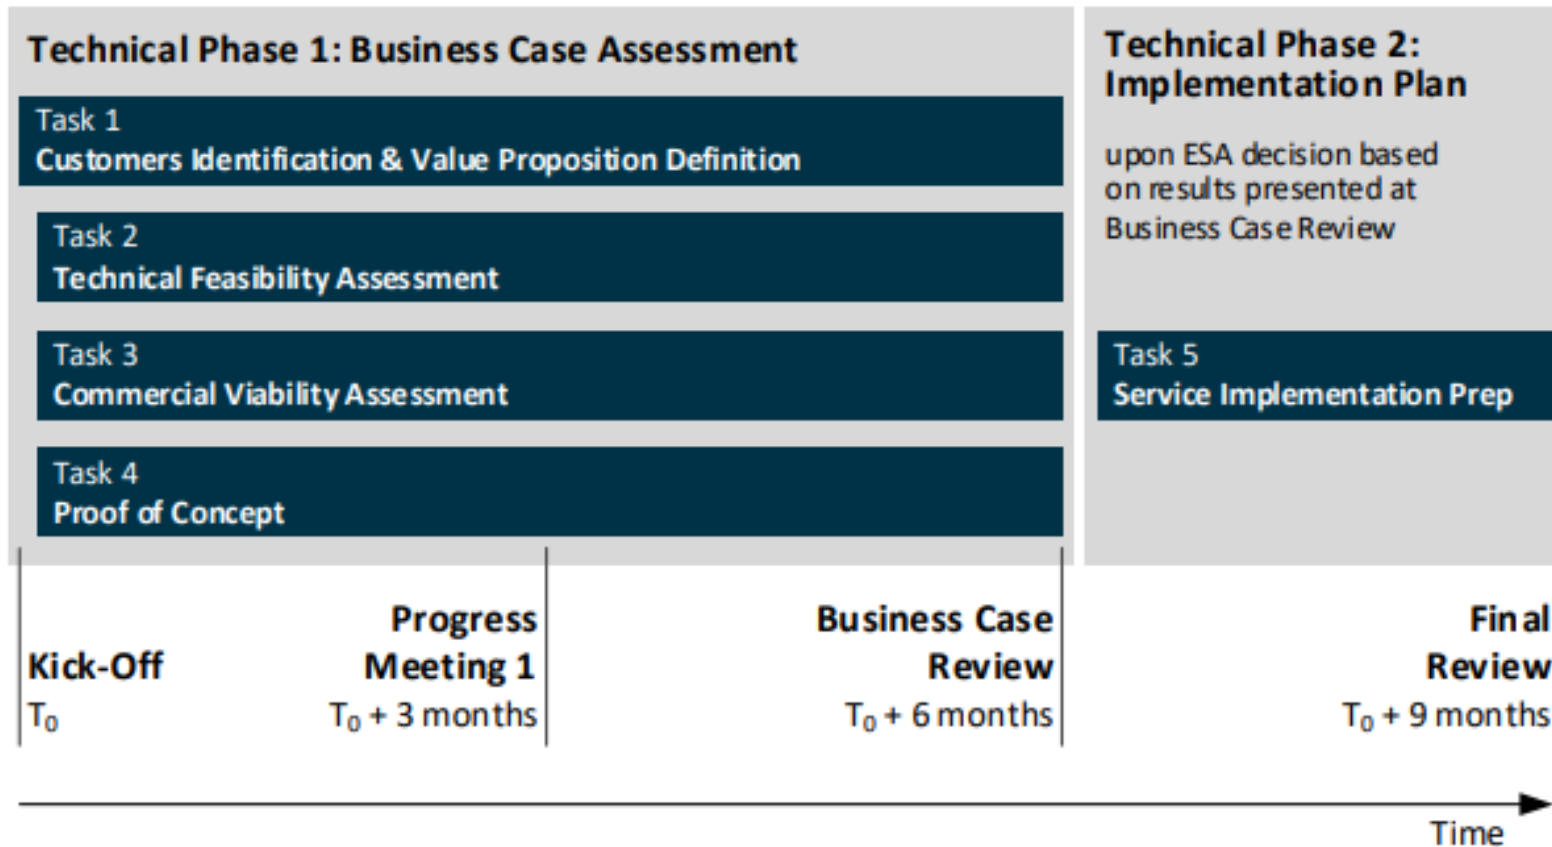 Technical Phase 1: Business Case Assessment
Task 1
Customers Identification & Value Proposition Definition
Task 2
Technical Feasibility Assessment
Task 3
Commercial Viability Assessment
Task 4
Proof of Concept
Technical Phase 2:
Implementation Plan
upon ESA decision based
on results presented at
Business Case Review
Task 5
Service Implementation Prep
Kick-Off
T₀
Progress
Meeting 1
T₀ + 3 months
Business Case
Review
T₀ + 6 months
Final
Review
T₀ + 9 months
Time